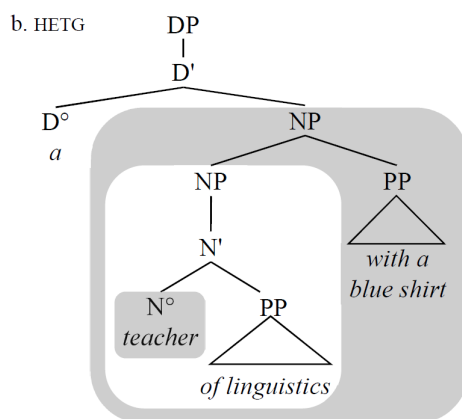 b. HETG
DP
D'
D°
a
NP
NP
PP
with a
blue shirt
N'
N°
teacher
PP
of linguistics